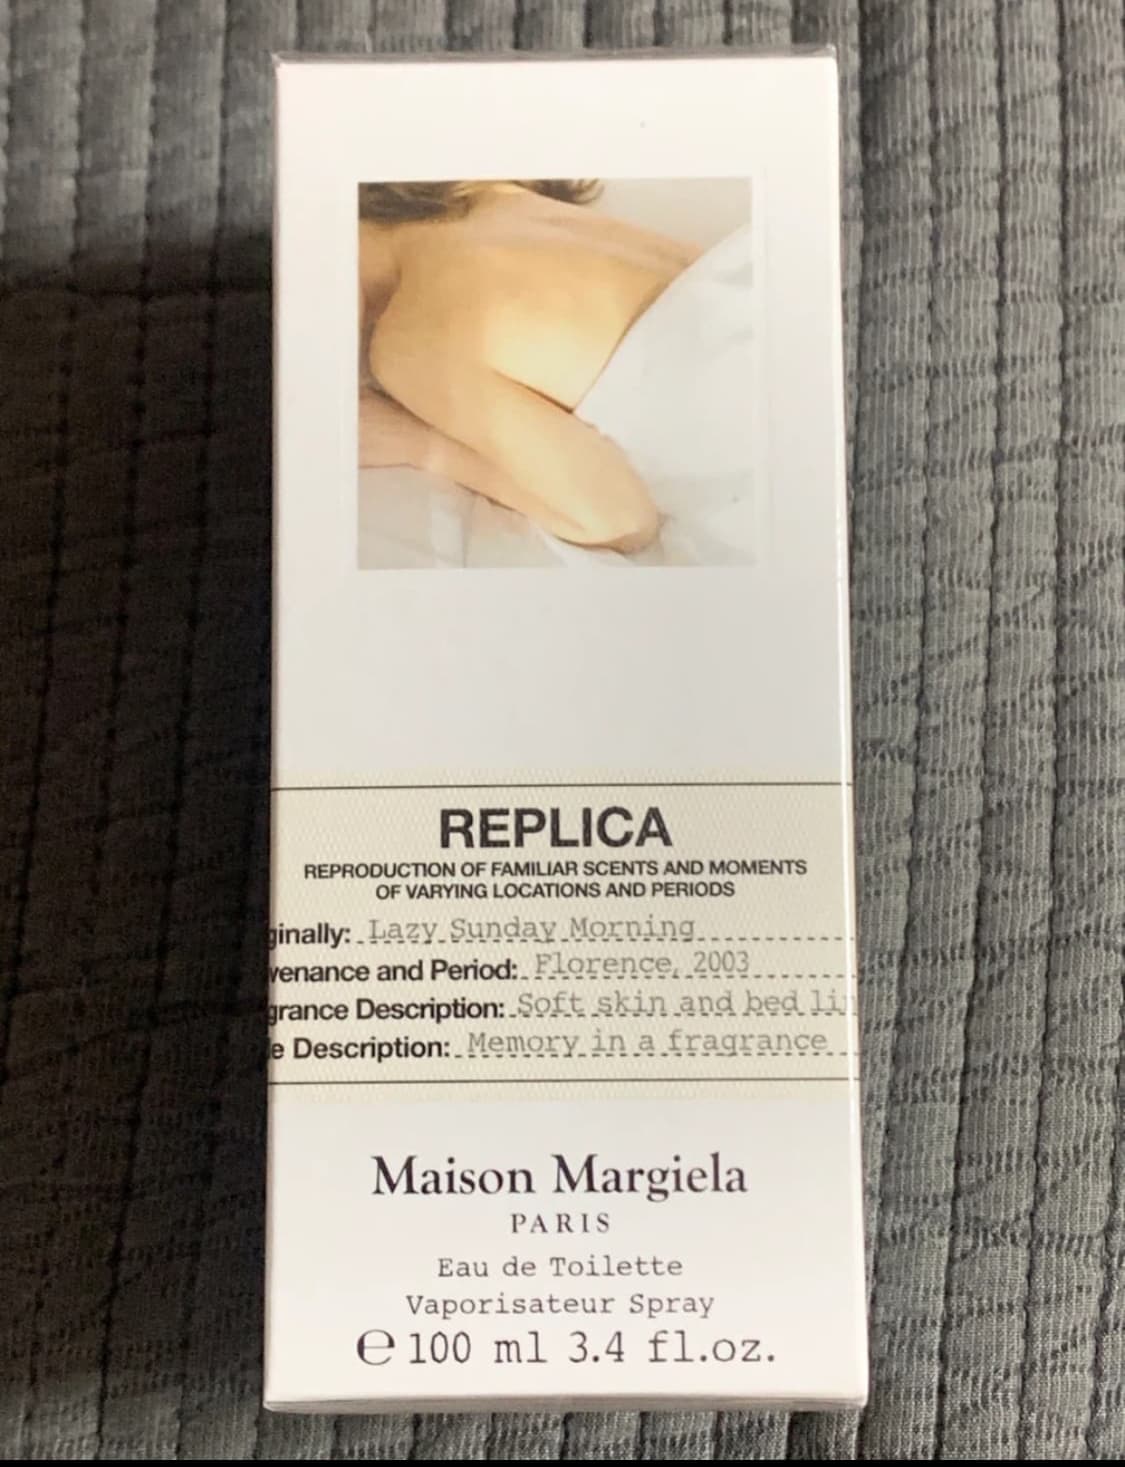 REPLICA
REPRODUCTION OF FAMILIAR SCENTS AND MOMENTS
OF VARYING LOCATIONS AND PERIODS
ginally: Lazy Sunday Morning
venance and Period: Florence, 2003
grance Description: Soft skin and bed lin
e Description: Memory in a fragrance
Maison Margiela
PARIS
Eau de Toilette
Vaporisateur Spray
℮ 100 ml 3.4 fl.oz.